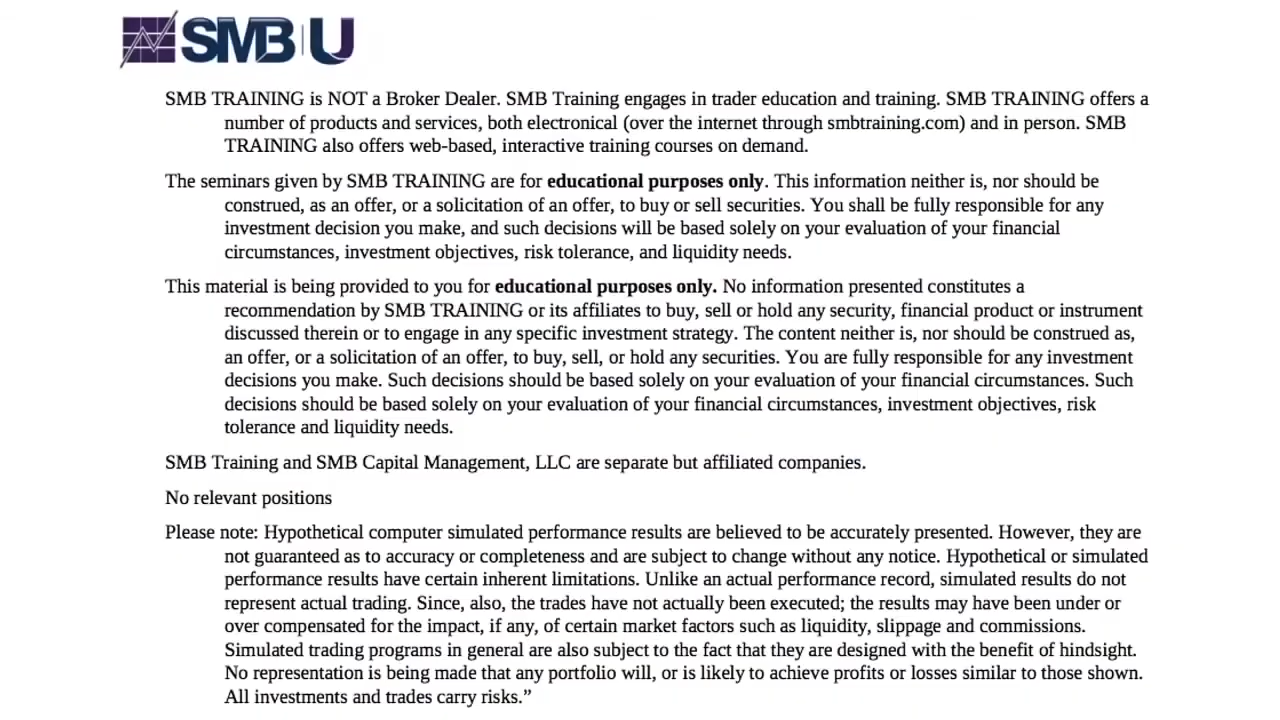 SMB U
SMB TRAINING is NOT a Broker Dealer. SMB Training engages in trader education and training. SMB TRAINING offers a
number of products and services, both electronical (over the internet through smbtraining.com) and in person. SMB
TRAINING also offers web-based, interactive training courses on demand.
The seminars given by SMB TRAINING are for educational purposes only. This information neither is, nor should be
construed, as an offer, or a solicitation of an offer, to buy or sell securities. You shall be fully responsible for any
investment decision you make, and such decisions will be based solely on your evaluation of your financial
circumstances, investment objectives, risk tolerance, and liquidity needs.
This material is being provided to you for educational purposes only. No information presented constitutes a
recommendation by SMB TRAINING or its affiliates to buy, sell or hold any security, financial product or instrument
discussed therein or to engage in any specific investment strategy. The content neither is, nor should be construed as,
an offer, or a solicitation of an offer, to buy, sell, or hold any securities. You are fully responsible for any investment
decisions you make. Such decisions should be based solely on your evaluation of your financial circumstances. Such
decisions should be based solely on your evaluation of your financial circumstances, investment objectives, risk
tolerance and liquidity needs.
SMB Training and SMB Capital Management, LLC are separate but affiliated companies.
No relevant positions
Please note: Hypothetical computer simulated performance results are believed to be accurately presented. However, they are
not guaranteed as to accuracy or completeness and are subject to change without any notice. Hypothetical or simulated
performance results have certain inherent limitations. Unlike an actual performance record, simulated results do not
represent actual trading. Since, also, the trades have not actually been executed; the results may have been under or
over compensated for the impact, if any, of certain market factors such as liquidity, slippage and commissions.
Simulated trading programs in general are also subject to the fact that they are designed with the benefit of hindsight.
No representation is being made that any portfolio will, or is likely to achieve profits or losses similar to those shown.
All investments and trades carry risks.”